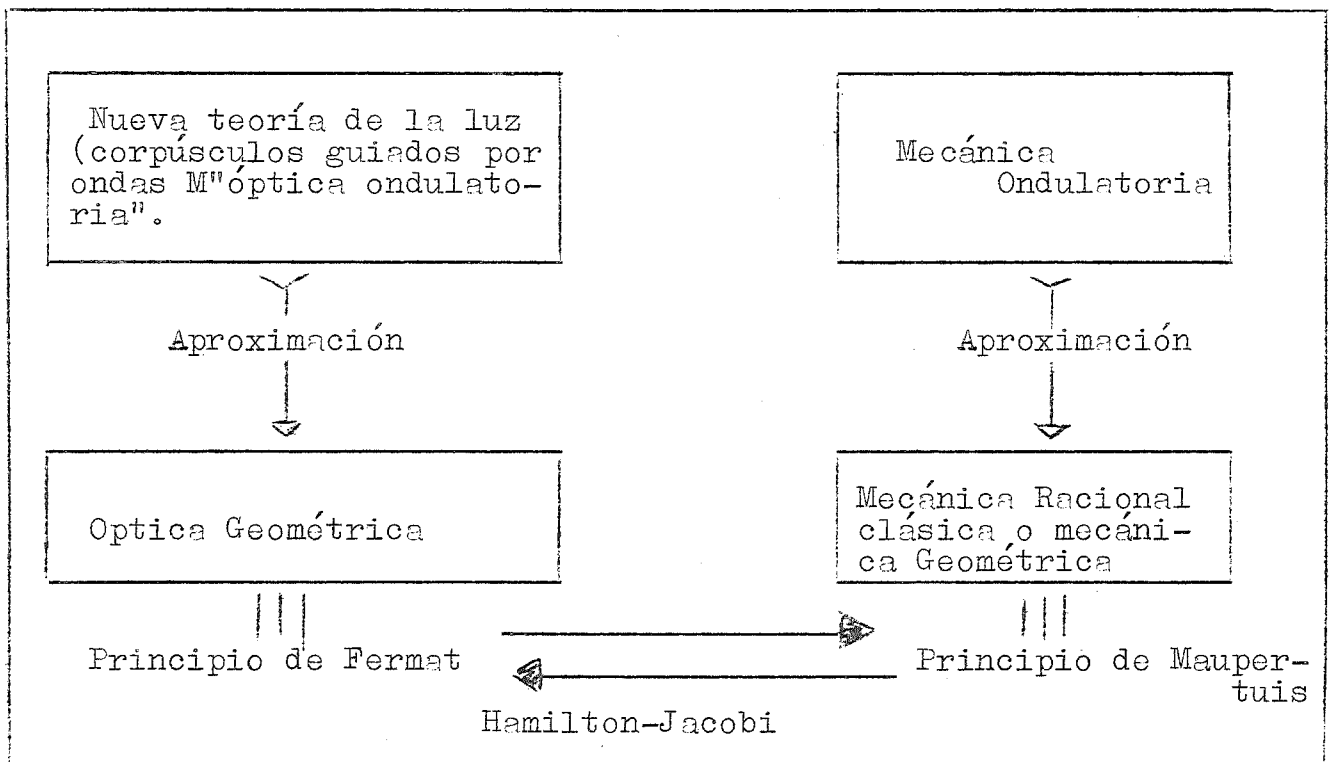 Nueva teoría de la luz
(corpúsculos guiados por
ondas M"óptica ondulato-
ria".
Mecánica
Ondulatoria
Aproximación
Aproximación
Optica Geométrica
Mecánica Racional
clásica o mecáni-
ca Geométrica
Principio de Fermat
Principio de Mauper-
tuis
Hamilton-Jacobi